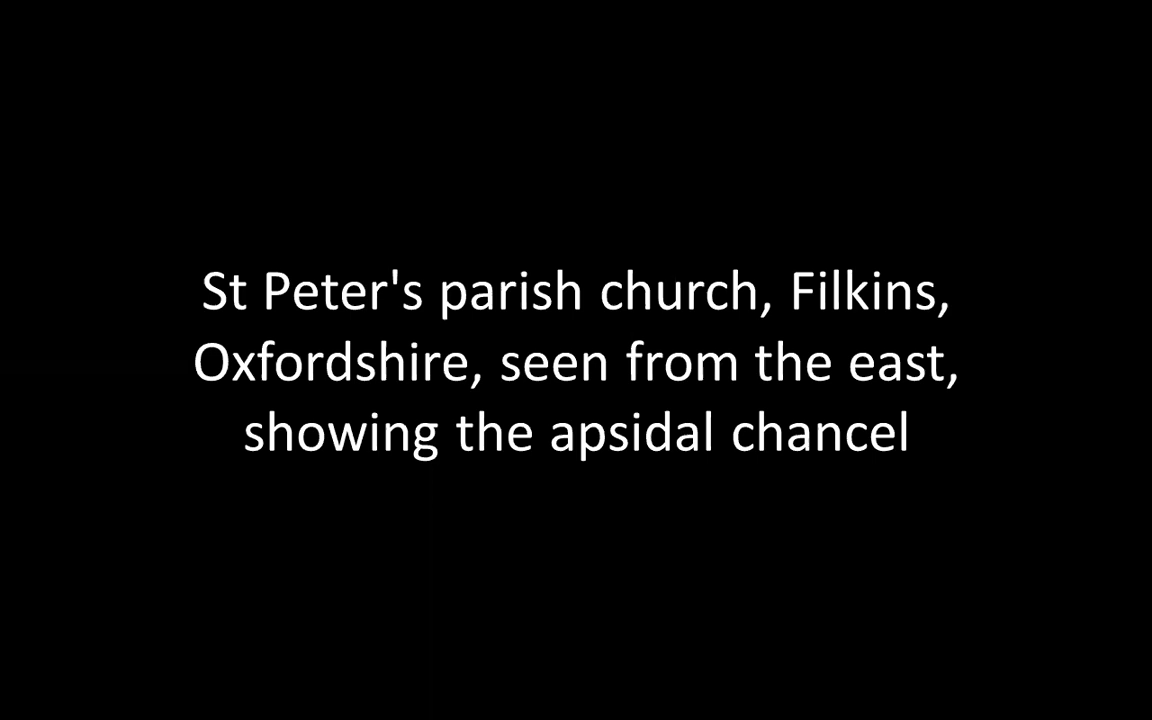 St Peter's parish church, Filkins,
Oxfordshire, seen from the east,
showing the apsidal chancel